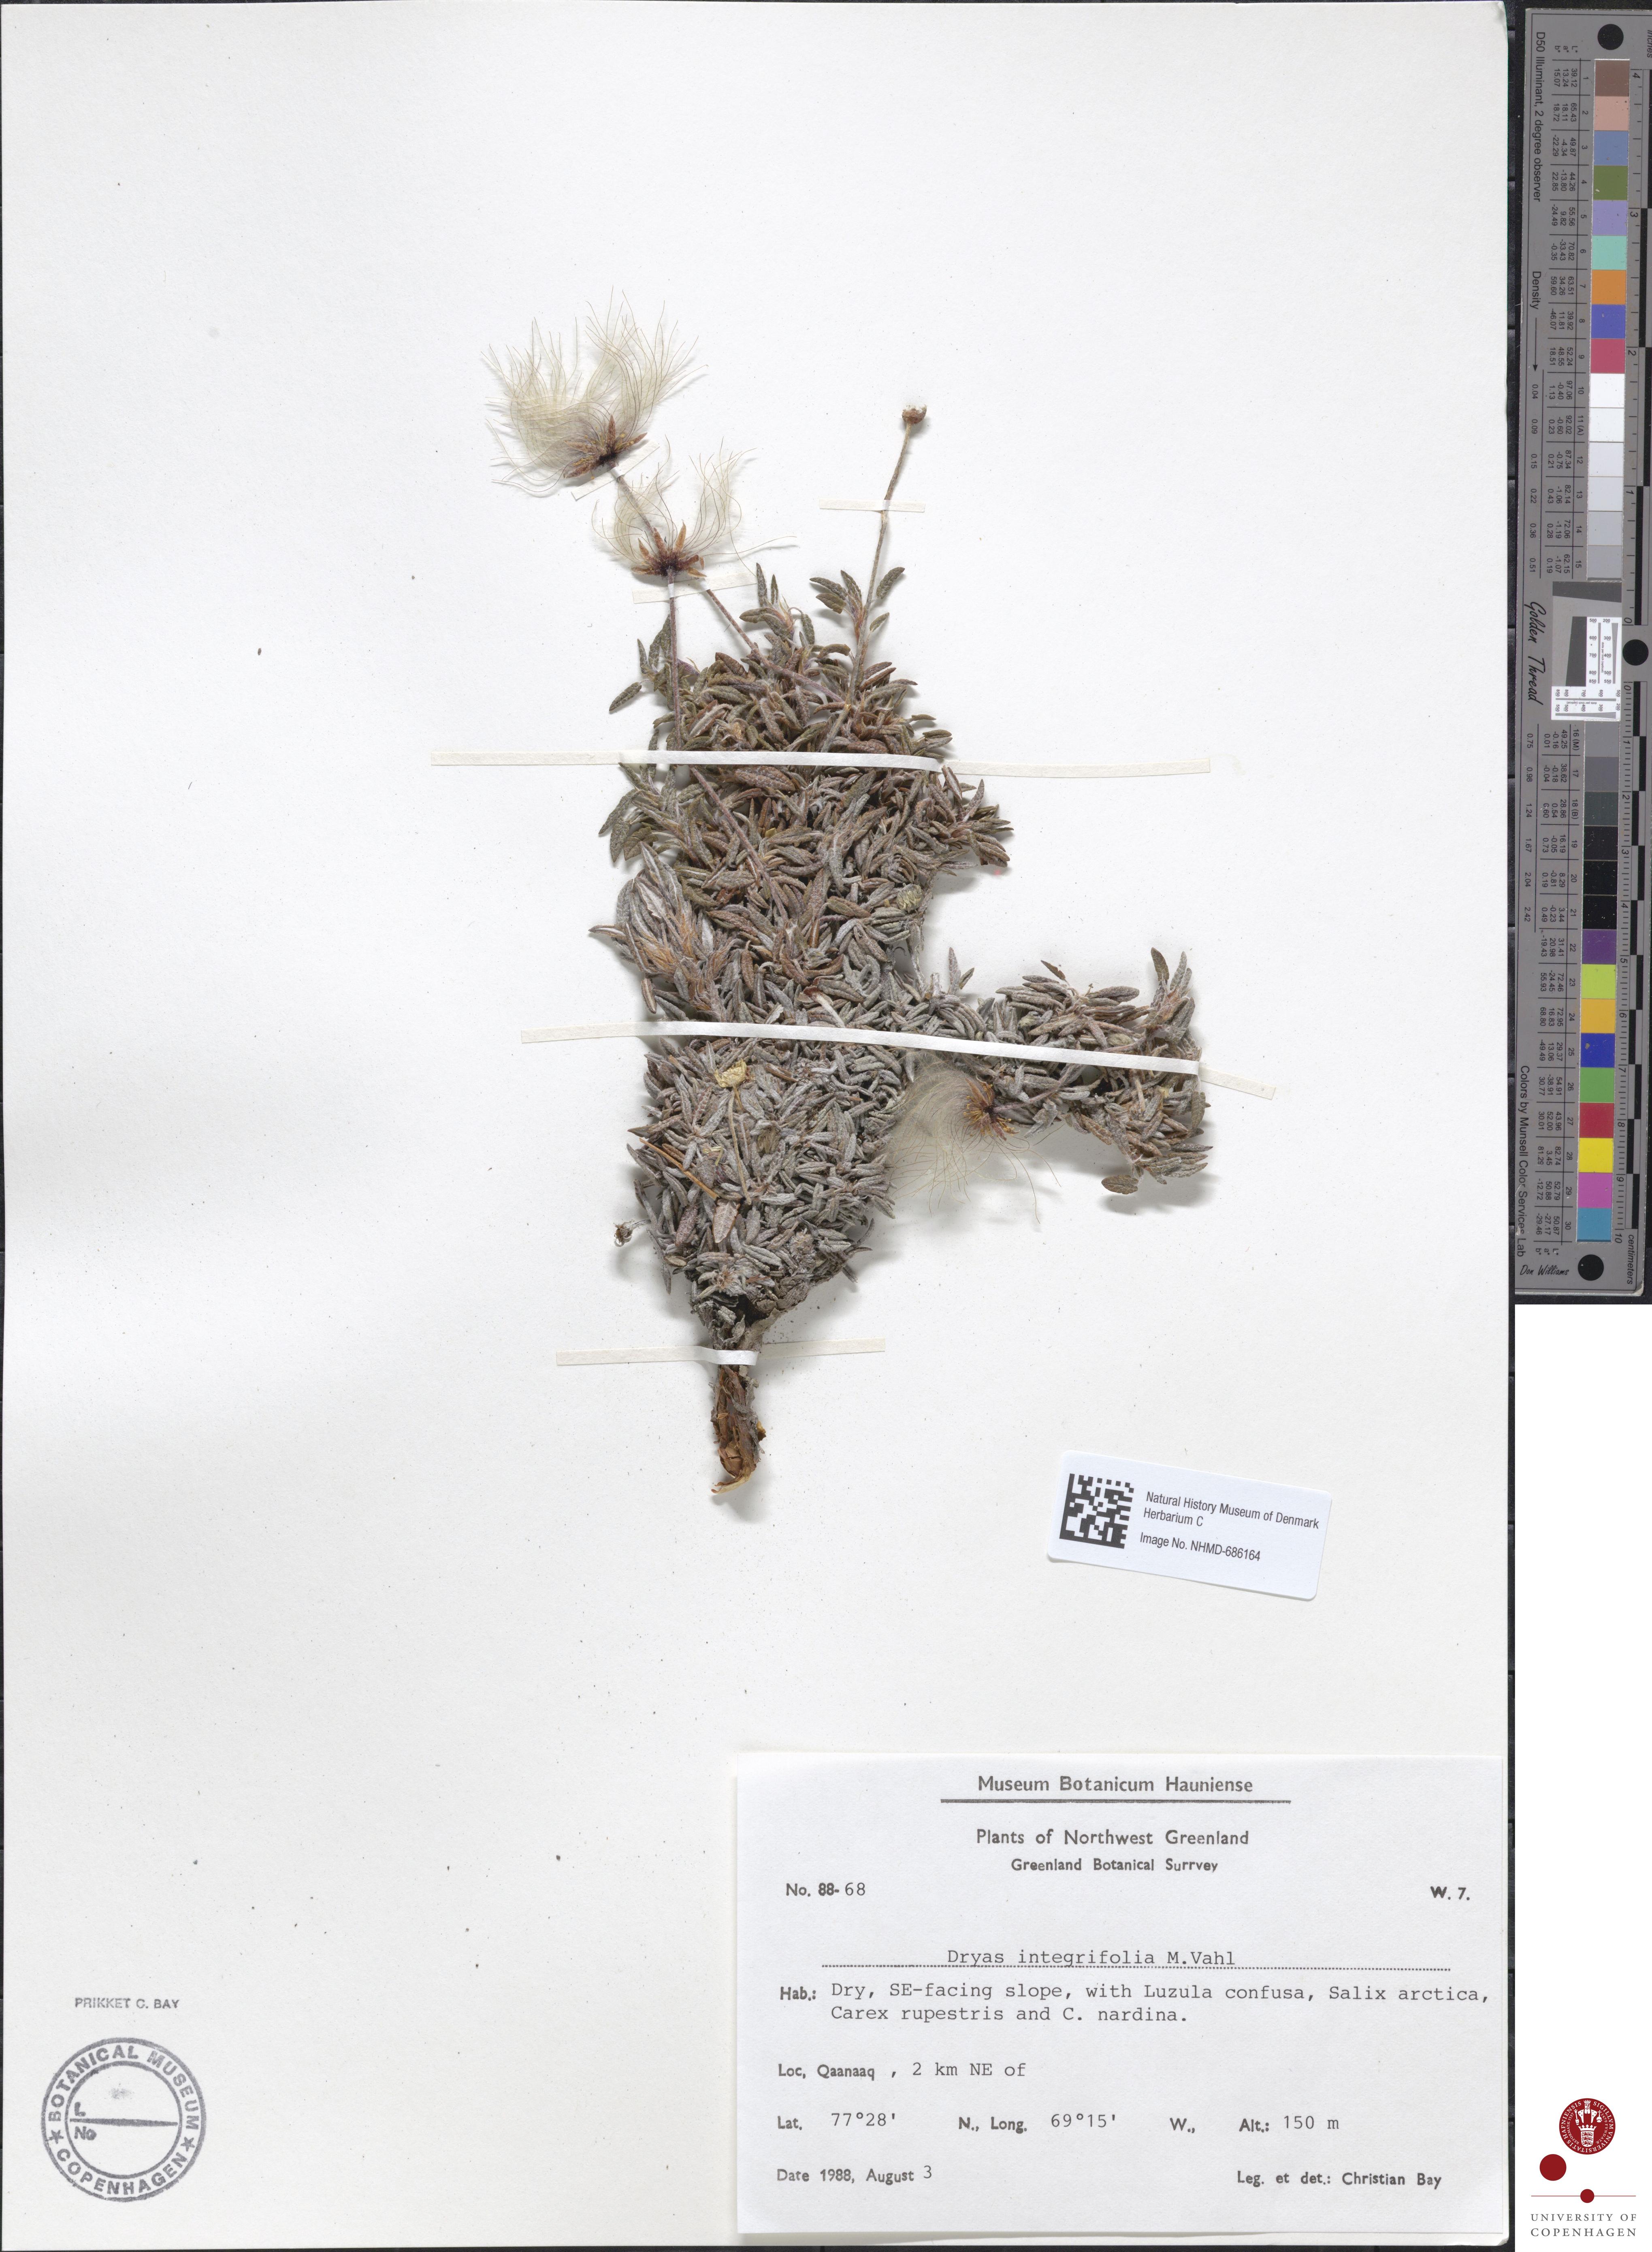 Natural History Museum of Denmark
Herbarium C
Image No. NHMD-686164
Museum Botanicum Hauniense
Plants of Northwest Greenland
Greenland Botanical Surrvey
No. 88-68 W. 7.
Dryas integrifolia M.Vahl
Hab.: Dry, SE-facing slope, with Luzula confusa, Salix arctica,
Carex rupestris and C. nardina.
Loc, Qaanaaq , 2 km NE of
Lat. 77°28' N., Long. 69°15' W., Alt.: 150 m
Date 1988, August 3 Leg. et det.: Christian Bay
PRIKKET C. BAY
BOTANICAL MUSEUM
L
No
COPENHAGEN
UNIVERSITY OF
COPENHAGEN
D50 Illuminant, 2 degree observer
Density
Golden Thread
Colors by Munsell Color Services Lab
Don Williams
inches
centimeters